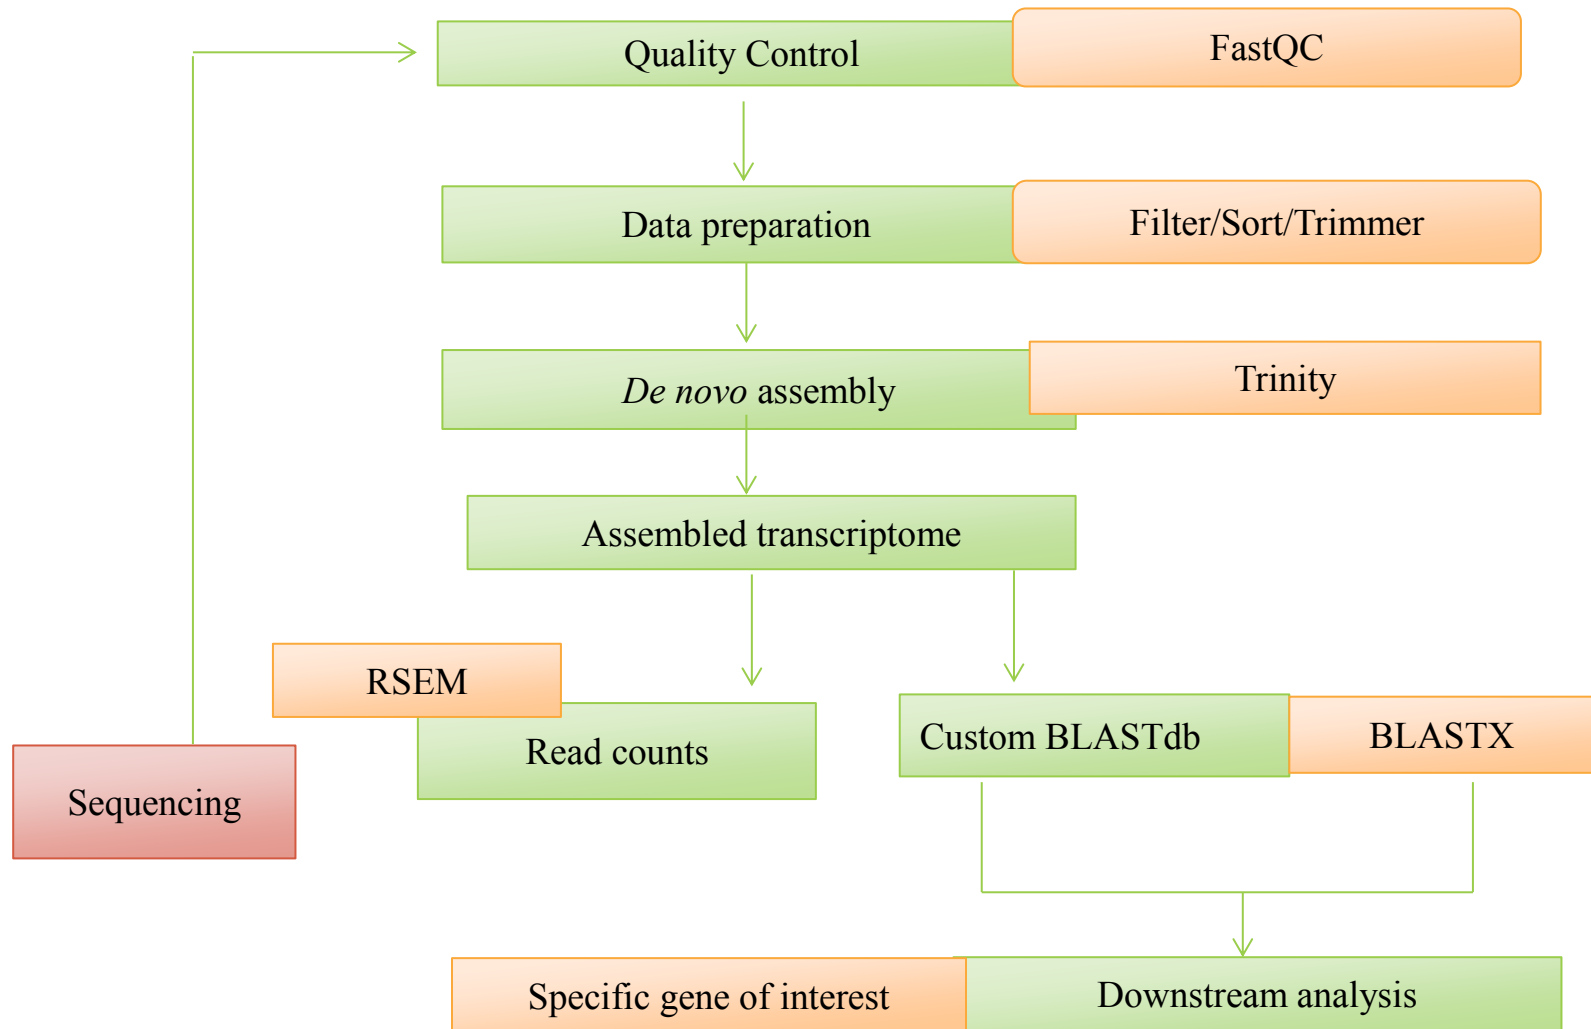 Quality Control
FastQC
Data preparation
Filter/Sort/Trimmer
De novo assembly
Trinity
Assembled transcriptome
RSEM
Read counts
Custom BLASTdb
BLASTX
Sequencing
Specific gene of interest
Downstream analysis